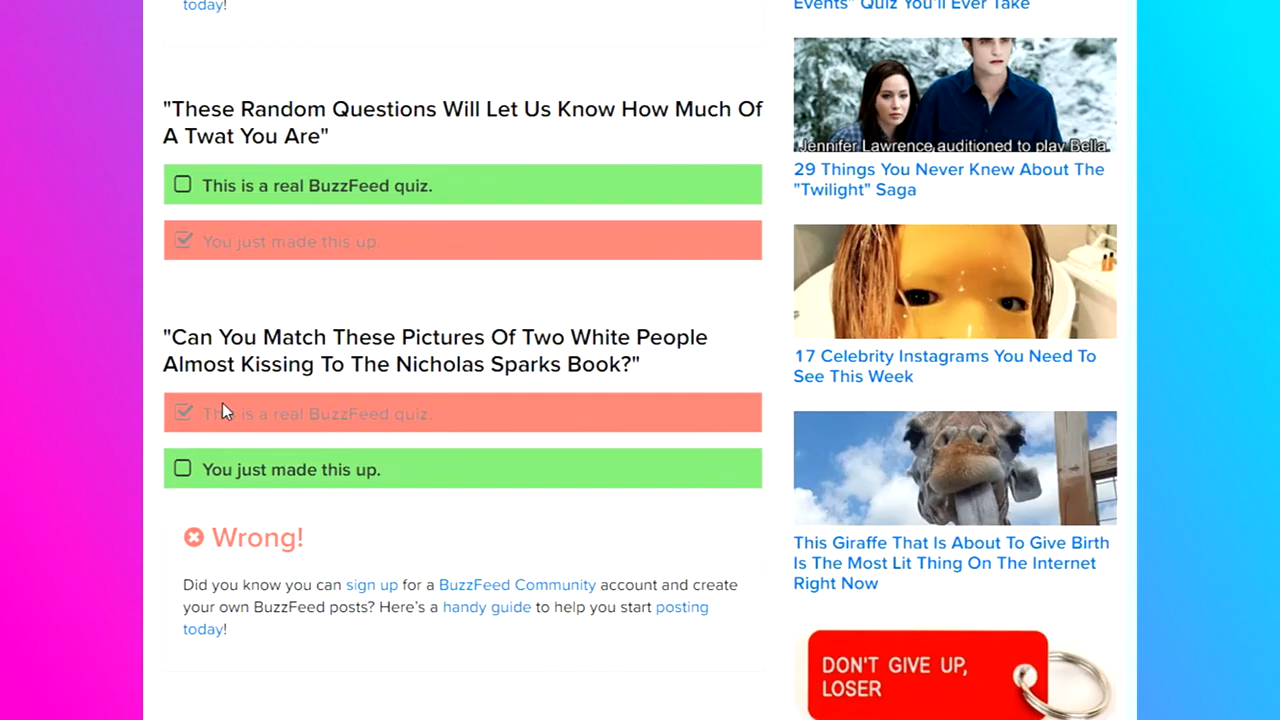 today!
"These Random Questions Will Let Us Know How Much Of
A Twat You Are"
This is a real BuzzFeed quiz.
You just made this up.
"Can You Match These Pictures Of Two White People
Almost Kissing To The Nicholas Sparks Book?"
This is a real BuzzFeed quiz.
You just made this up.
Wrong!
Did you know you can sign up for a BuzzFeed Community account and create
your own BuzzFeed posts? Here's a handy guide to help you start posting
today!
Events" Quiz You'll Ever Take
Jennifer Lawrence auditioned to play Bella.
29 Things You Never Knew About The
"Twilight" Saga
17 Celebrity Instagrams You Need To
See This Week
This Giraffe That Is About To Give Birth
Is The Most Lit Thing On The Internet
Right Now
DON'T GIVE UP,
LOSER